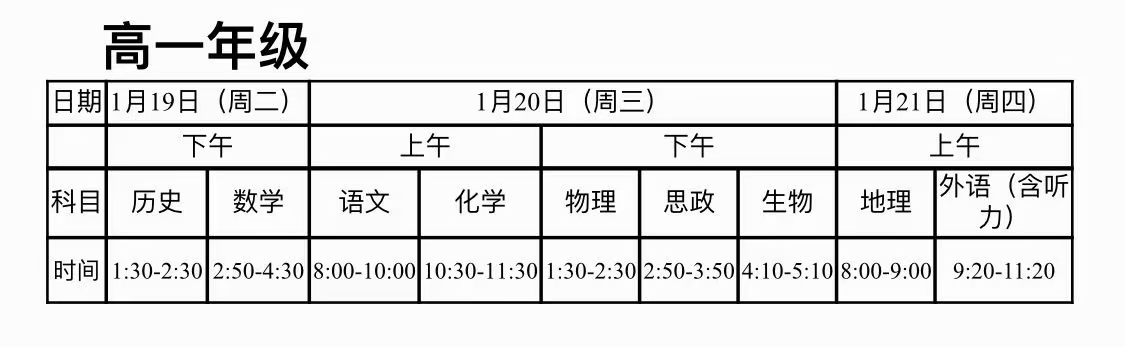 高一年级
日期 1月19日（周二） 1月20日（周三） 1月21日（周四）
下午 上午 下午 上午
科目 历史 数学 语文 化学 物理 思政 生物 地理 外语（含听
力）
时间 1:30-2:30 2:50-4:30 8:00-10:00 10:30-11:30 1:30-2:30 2:50-3:50 4:10-5:10 8:00-9:00 9:20-11:20